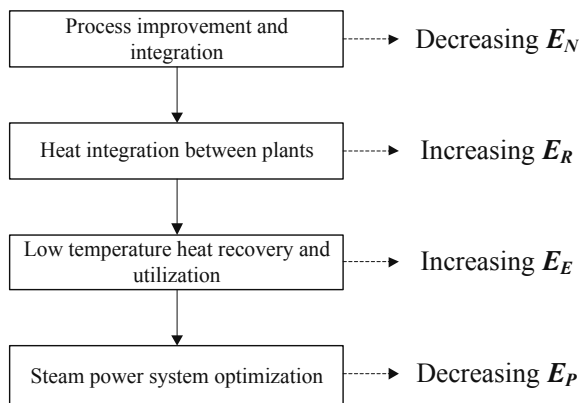 Process improvement and
integration
Decreasing E_N
Heat integration between plants
Increasing E_R
Low temperature heat recovery and
utilization
Increasing E_E
Steam power system optimization
Decreasing E_P